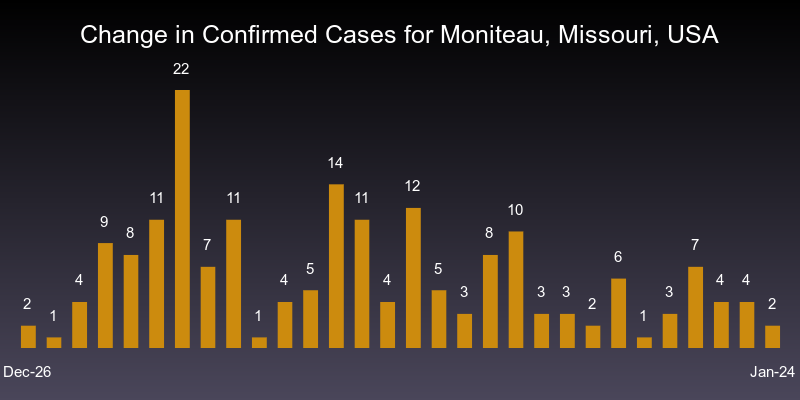 Change in Confirmed Cases for Moniteau, Missouri, USA
2 1 4 9 8 11 22 7 11 1 4 5 14 11 4 12 5 3 8 10 3 3 2 6 1 3 7 4 4 2
Dec-26 Jan-24